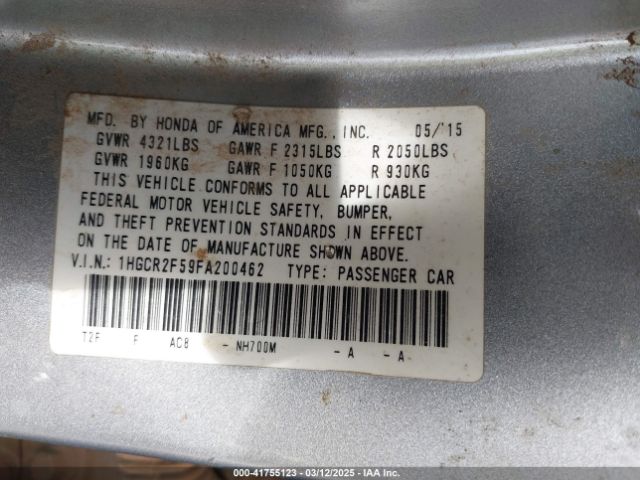 MFD. BY HONDA OF AMERICA MFG., INC. 05/'15
GVWR 4321LBS GAWR F 2315LBS R 2050LBS
GVWR 1960KG GAWR F 1050KG R 930KG
THIS VEHICLE CONFORMS TO ALL APPLICABLE
FEDERAL MOTOR VEHICLE SAFETY, BUMPER,
AND THEFT PREVENTION STANDARDS IN EFFECT
ON THE DATE OF MANUFACTURE SHOWN ABOVE.
V.I.N.: 1HGCR2F59FA200462 TYPE: PASSENGER CAR
T2F F AC8 - NH700M - A - A -
000-41755123 - 03/12/2025 - IAA Inc.